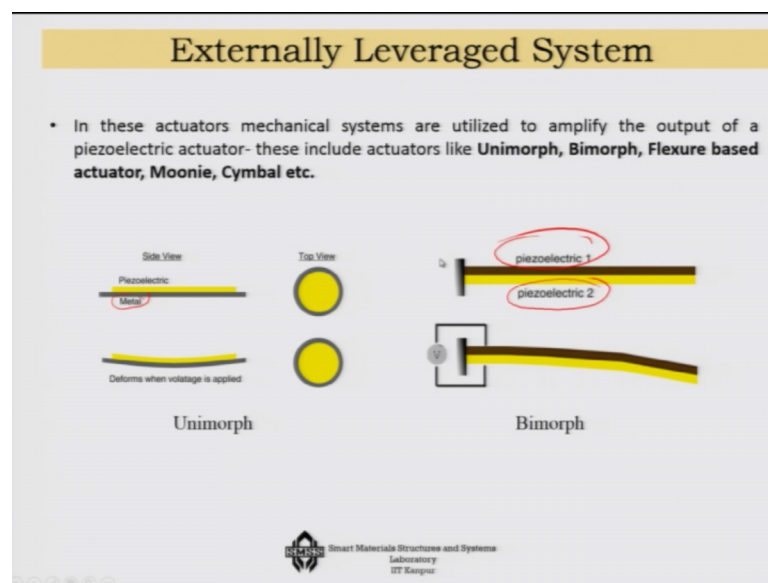 Externally Leveraged System
• In these actuators mechanical systems are utilized to amplify the output of a
piezoelectric actuator- these include actuators like Unimorph, Bimorph, Flexure based
actuator, Moonie, Cymbal etc.
Side View
Top View
Piezoelectric
Metal
Deforms when volatage is applied
Unimorph
piezoelectric 1
piezoelectric 2
V
Bimorph
SMSS
Smart Materials Structures and Systems
Laboratory
IIT Kanpur